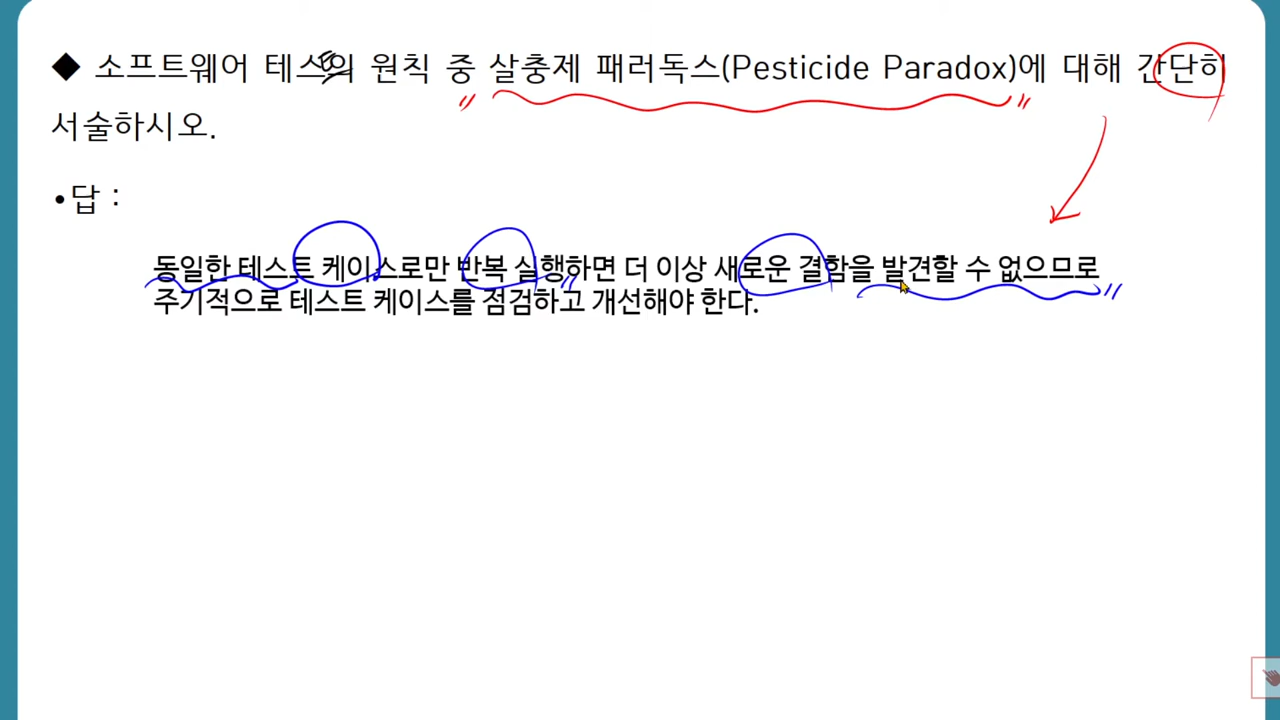 ◆ 소프트웨어 테스의 원칙 중 살충제 패러독스(Pesticide Paradox)에 대해 간단히
서술하시오.
•답 :
동일한 테스트 케이스로만 반복 실행하면 더 이상 새로운 결함을 발견할 수 없으므로
주기적으로 테스트 케이스를 점검하고 개선해야 한다.